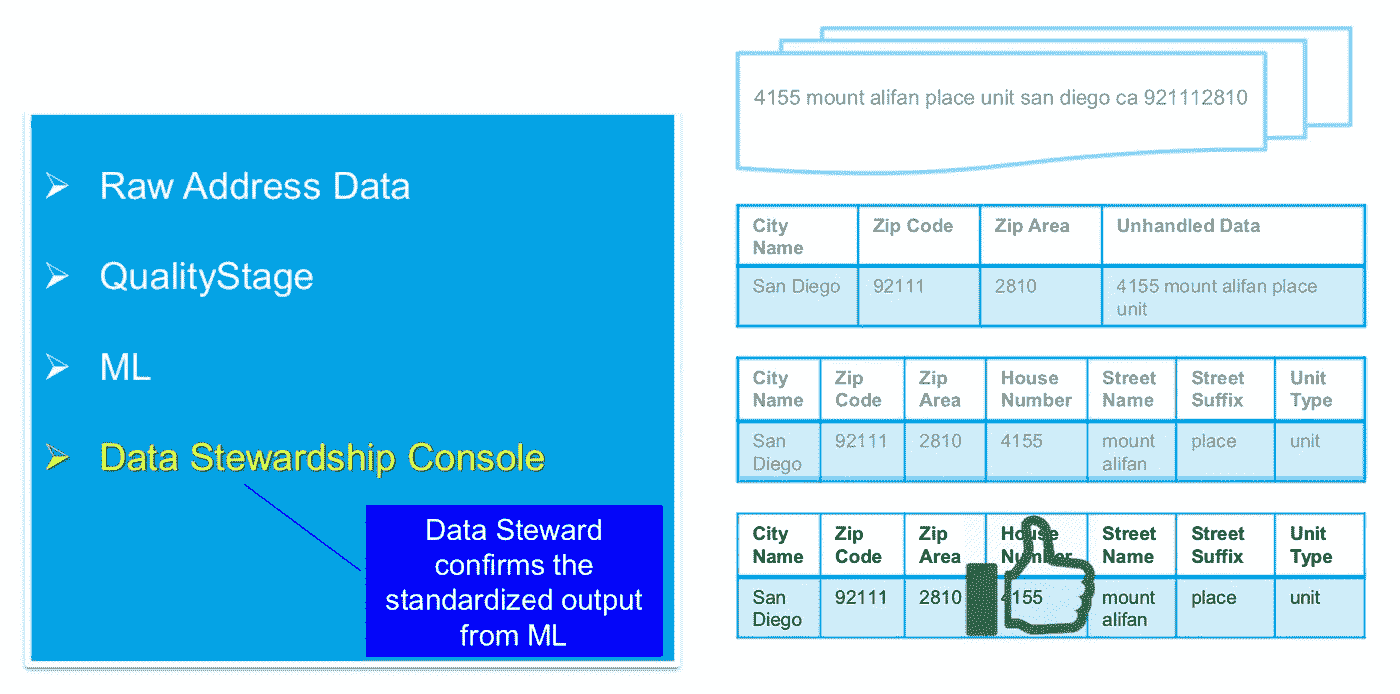 Raw Address Data
QualityStage
ML
Data Stewardship Console
Data Steward
confirms the
standardized output
from ML
4155 mount alifan place unit san diego ca 921112810
City Name Zip Code Zip Area Unhandled Data
San Diego 92111 2810 4155 mount alifan place unit
City Name Zip Code Zip Area House Number Street Name Street Suffix Unit Type
San Diego 92111 2810 4155 mount alifan place unit
City Name Zip Code Zip Area House Number Street Name Street Suffix Unit Type
San Diego 92111 2810 4155 mount alifan place unit